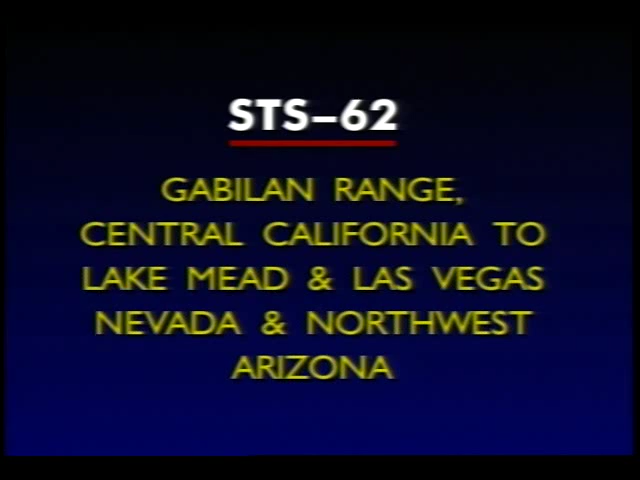 STS-62
GABILAN RANGE,
CENTRAL CALIFORNIA TO
LAKE MEAD & LAS VEGAS
NEVADA & NORTHWEST
ARIZONA